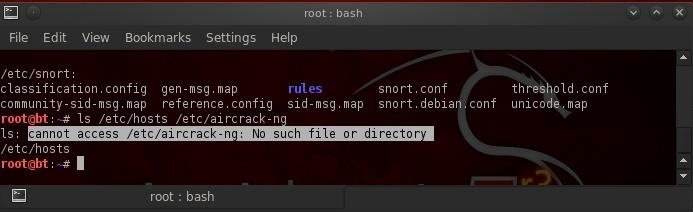 root : bash
File Edit View Bookmarks Settings Help
/etc/snort:
classification.config gen-msg.map rules snort.conf threshold.conf
community-sid-msg.map reference.config sid-msg.map snort.debian.conf unicode.map
root@bt:~# ls /etc/hosts /etc/aircrack-ng
ls: cannot access /etc/aircrack-ng: No such file or directory
/etc/hosts
root@bt:~#
root : bash